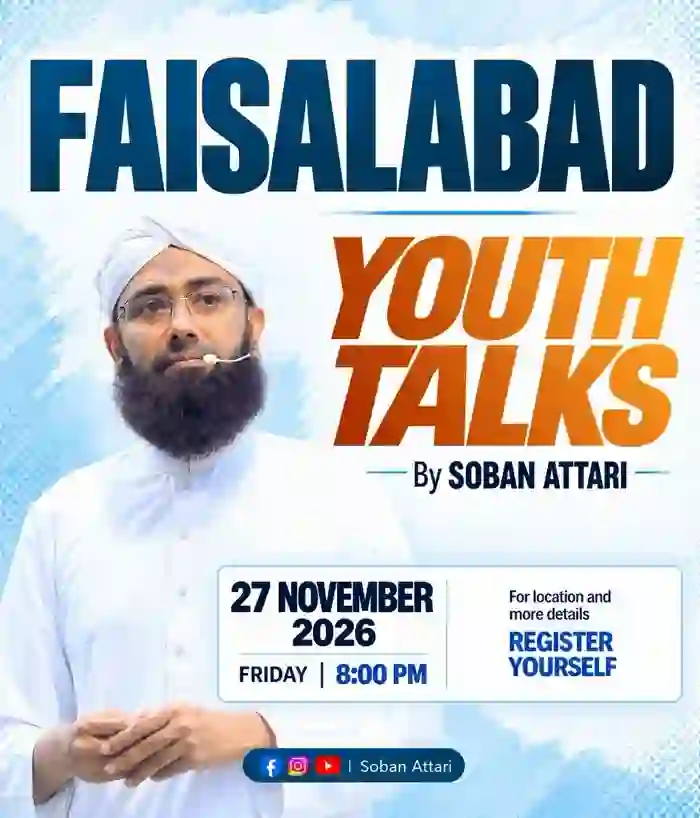 FAISALABAD
YOUTH
TALKS
By SOBAN ATTARI
27 NOVEMBER
2026
FRIDAY | 8:00 PM
For location and
more details
REGISTER
YOURSELF
| Soban Attari